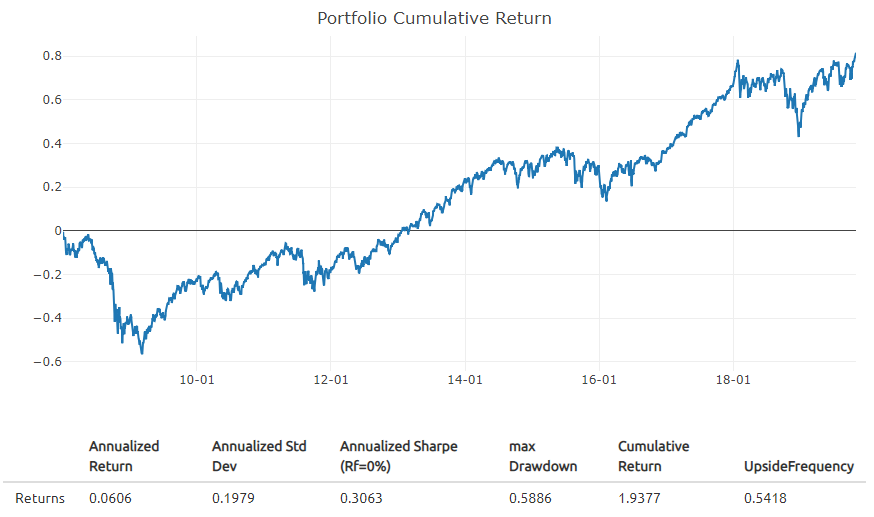 Portfolio Cumulative Return
0.8
0.6
0.4
0.2
0
−0.2
−0.4
−0.6
10-01 12-01 14-01 16-01 18-01
Annualized Return Annualized Std Dev Annualized Sharpe (Rf=0%) max Drawdown Cumulative Return UpsideFrequency
Returns 0.0606 0.1979 0.3063 0.5886 1.9377 0.5418